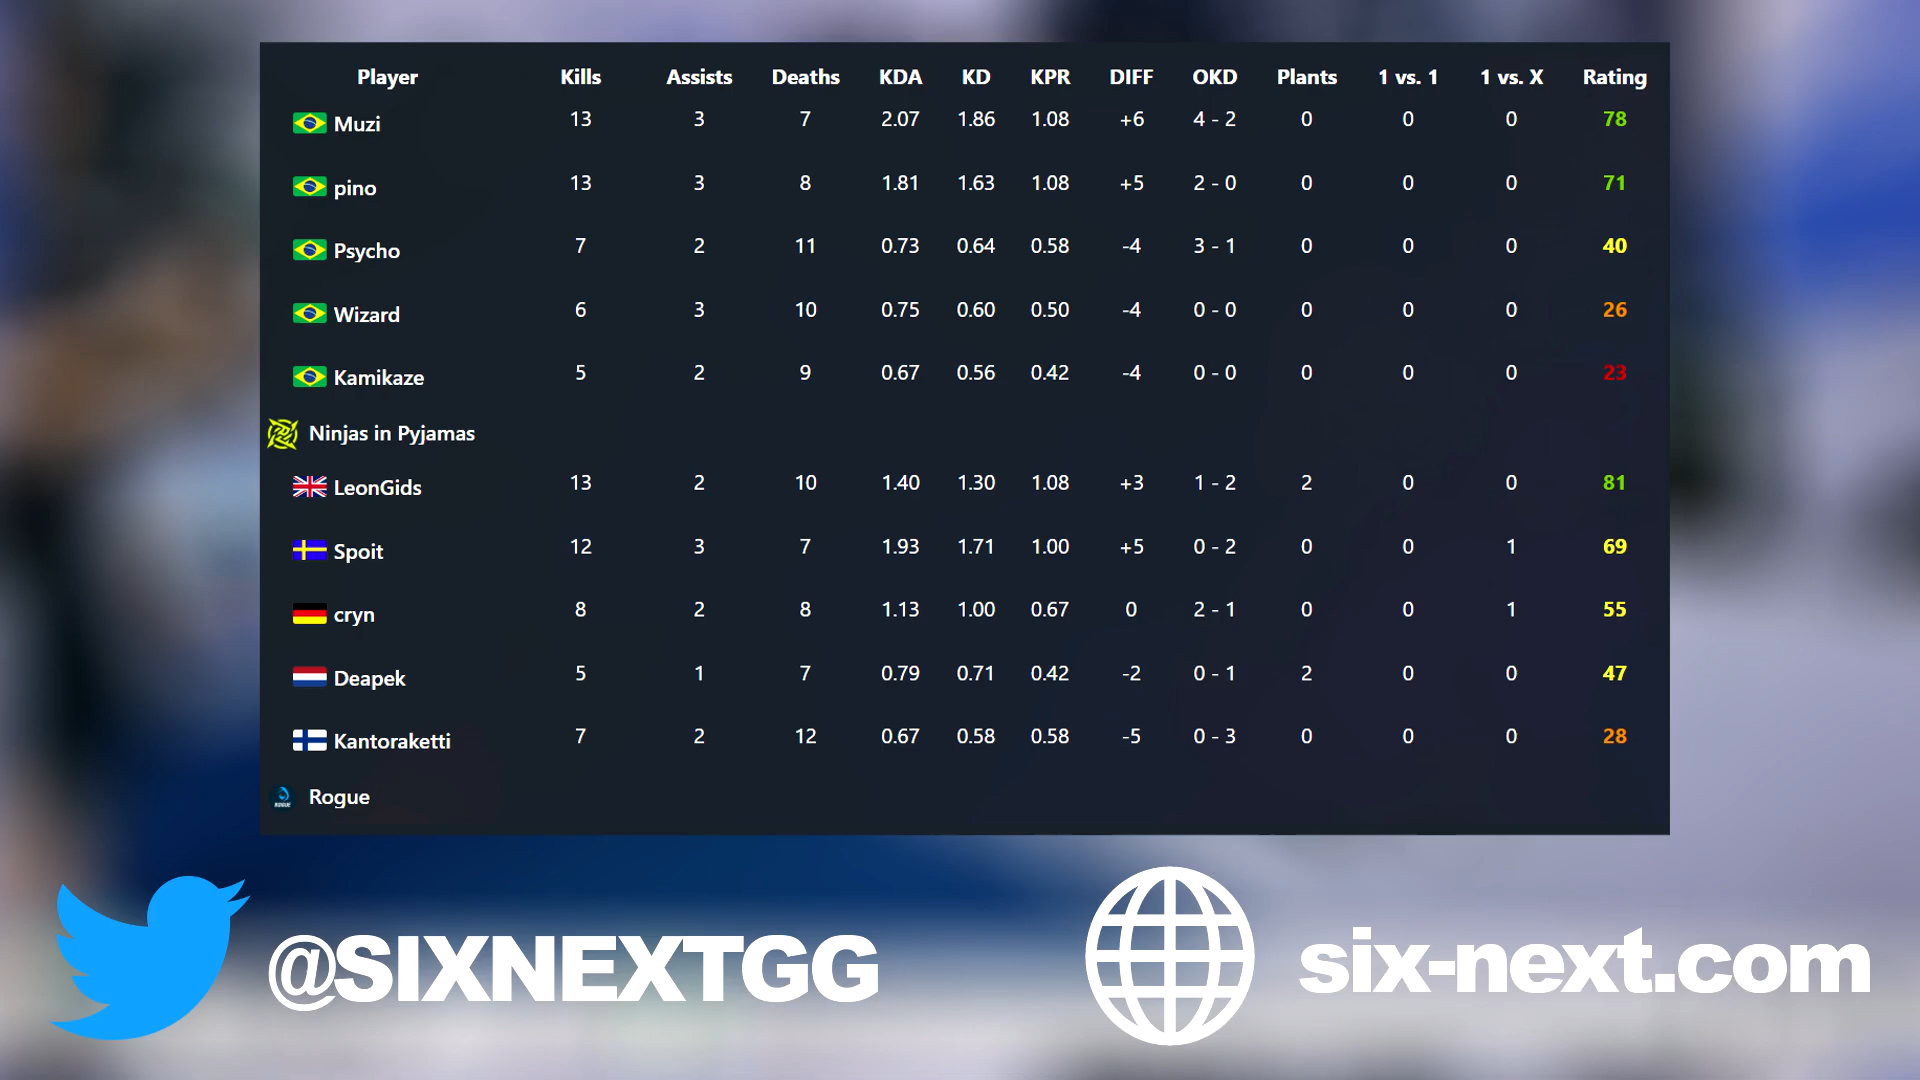 Player Kills Assists Deaths KDA KD KPR DIFF OKD Plants 1 vs. 1 1 vs. X Rating
Muzi 13 3 7 2.07 1.86 1.08 +6 4 - 2 0 0 0 78
pino 13 3 8 1.81 1.63 1.08 +5 2 - 0 0 0 0 71
Psycho 7 2 11 0.73 0.64 0.58 -4 3 - 1 0 0 0 40
Wizard 6 3 10 0.75 0.60 0.50 -4 0 - 0 0 0 0 26
Kamikaze 5 2 9 0.67 0.56 0.42 -4 0 - 0 0 0 0 23
Ninjas in Pyjamas
LeonGids 13 2 10 1.40 1.30 1.08 +3 1 - 2 2 0 0 81
Spoit 12 3 7 1.93 1.71 1.00 +5 0 - 2 0 0 1 69
cryn 8 2 8 1.13 1.00 0.67 0 2 - 1 0 0 1 55
Deapek 5 1 7 0.79 0.71 0.42 -2 0 - 1 2 0 0 47
Kantoraketti 7 2 12 0.67 0.58 0.58 -5 0 - 3 0 0 0 28
ROGUE Rogue
@SIXNEXTGG
six-next.com